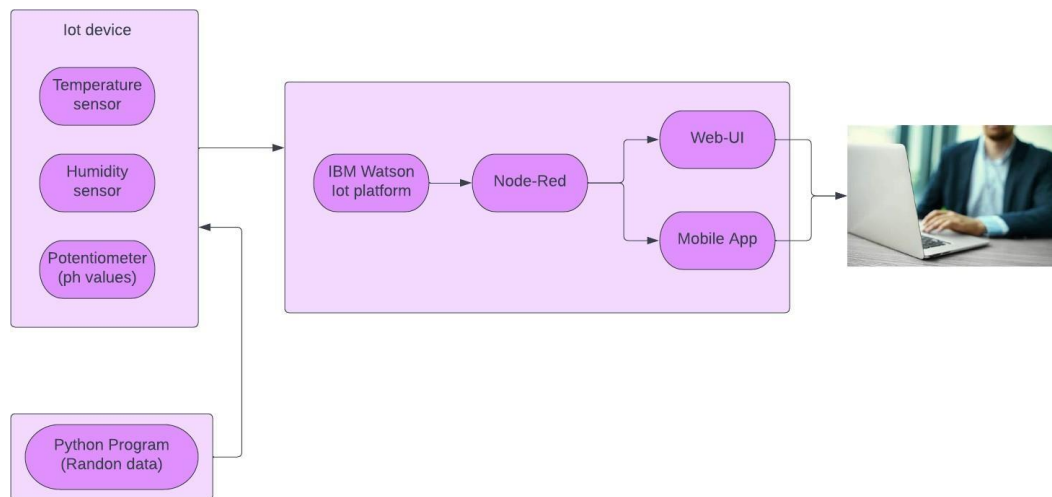 Iot device
Temperature
sensor
Humidity
sensor
Potentiometer
(ph values)
Python Program
(Randon data)
IBM Watson
Iot platform
Node-Red
Web-UI
Mobile App